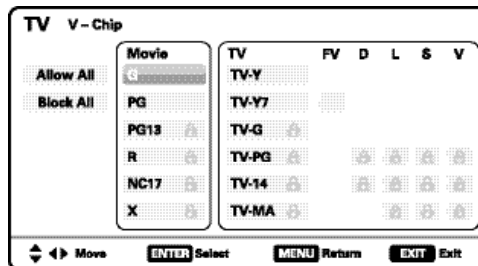 TV V - Chip
Movie TV FV D L S V
Allow All G TV-Y
Block All PG TV-Y7
PG13 TV-G
R TV-PG
NC17 TV-14
X TV-MA
Move ENTER Select MENU Return EXIT Exit